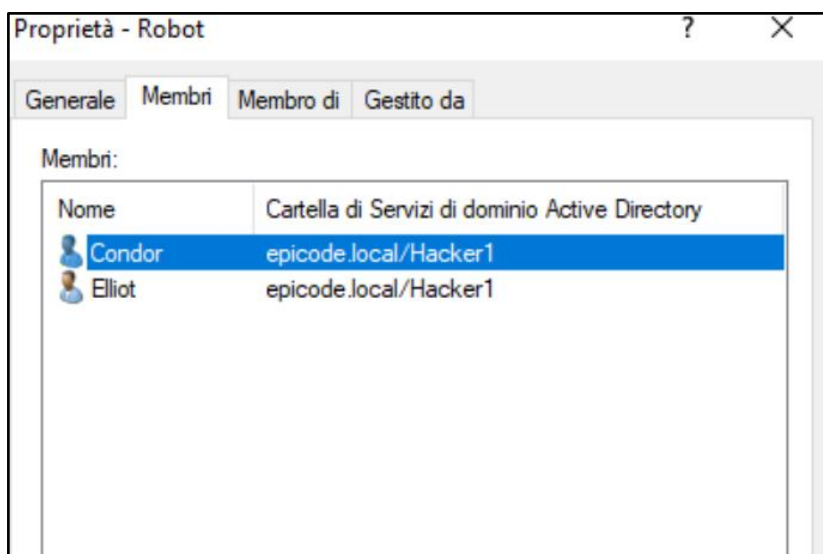 Proprietà - Robot ? ✕
Generale Membri Membro di Gestito da
Membri:
Nome Cartella di Servizi di dominio Active Directory
Condor epicode.local/Hacker1
Elliot epicode.local/Hacker1